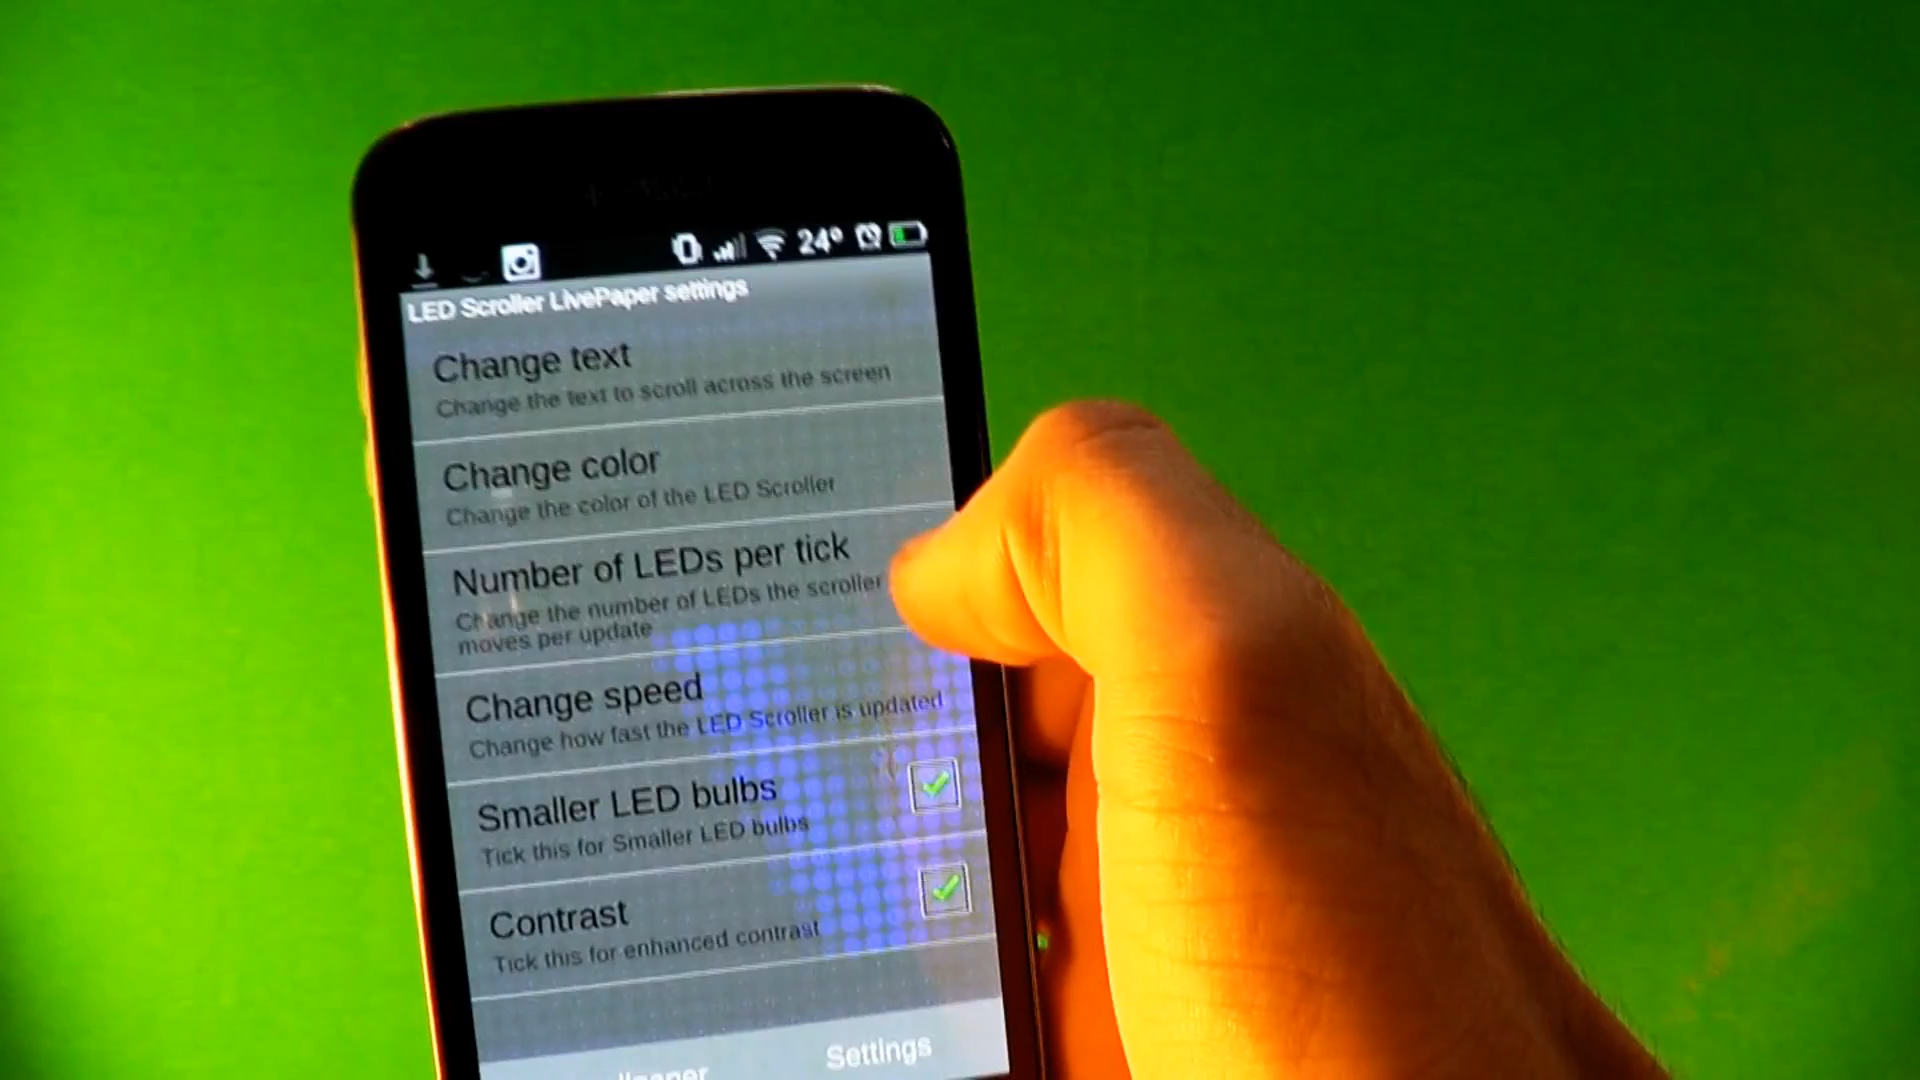 24°
LED Scroller LivePaper settings
Change text
Change the text to scroll across the screen
Change color
Change the color of the LED Scroller
Number of LEDs per tick
Change the number of LEDs the scroller
moves per update
Change speed
Change how fast the LED Scroller is updated
Smaller LED bulbs
Tick this for Smaller LED bulbs
Contrast
Tick this for enhanced contrast
Settings